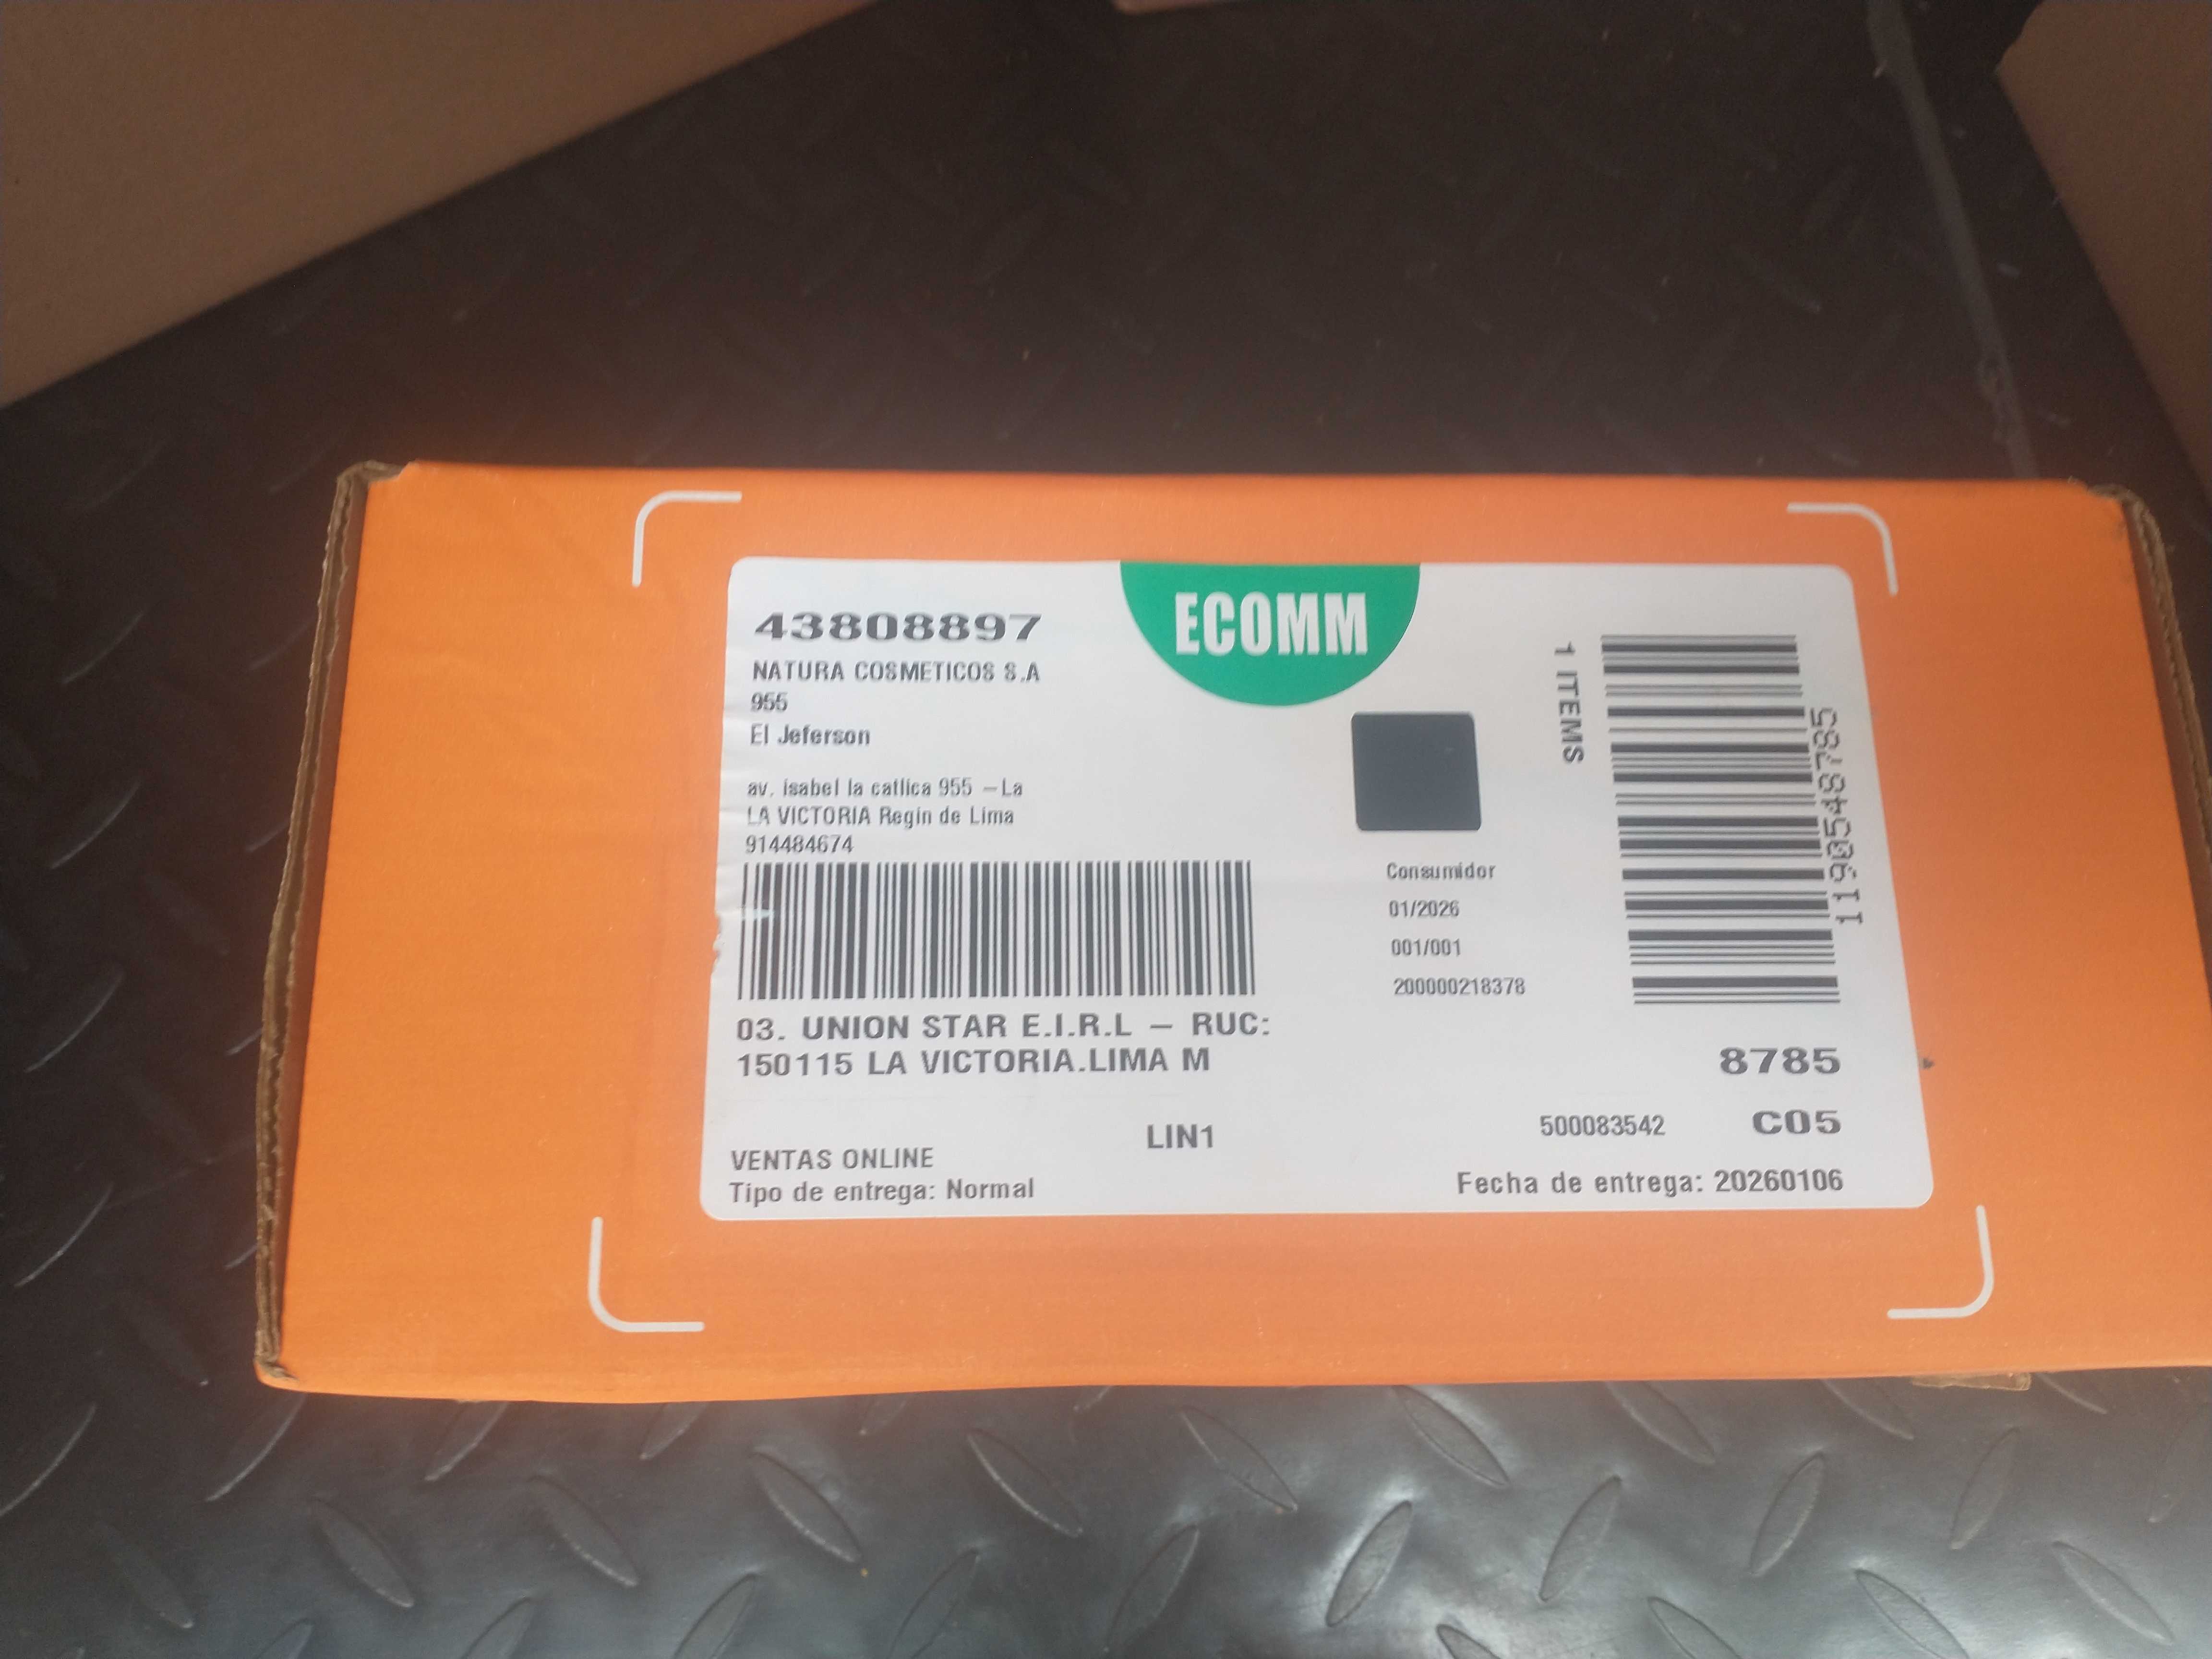 ECOMM
43808897
NATURA COSMETICOS S.A
955
El Jeferson
av. isabel la catlica 955 – La
LA VICTORIA Regin de Lima
914484674
1 ITEMS
Consumidor
01/2026
001/001
200000218378
03. UNION STAR E.I.R.L – RUC:
150115 LA VICTORIA.LIMA M
8785
LIN1
500083542
C05
VENTAS ONLINE
Tipo de entrega: Normal
Fecha de entrega: 20260106